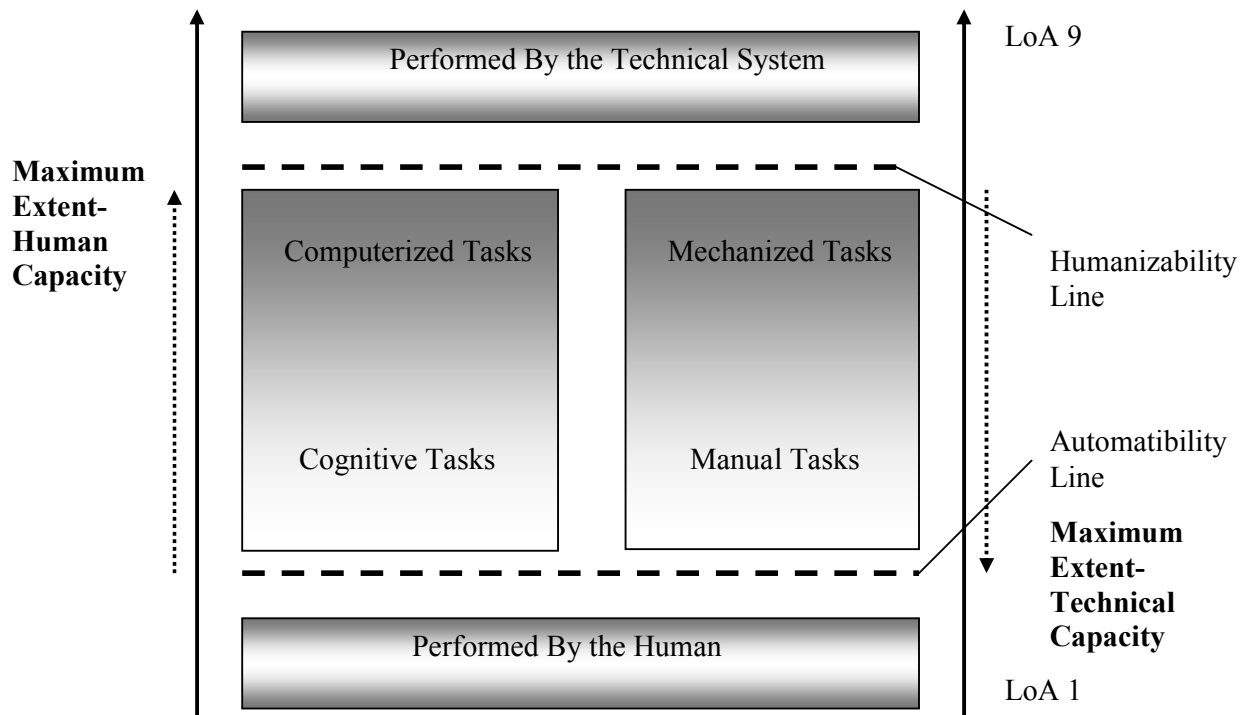 LoA 9
Performed By the Technical System
Maximum
Extent-
Human
Capacity
Computerized Tasks
Mechanized Tasks
Humanizability
Line
Cognitive Tasks
Manual Tasks
Automatibility
Line
Maximum
Extent-
Technical
Capacity
Performed By the Human
LoA 1